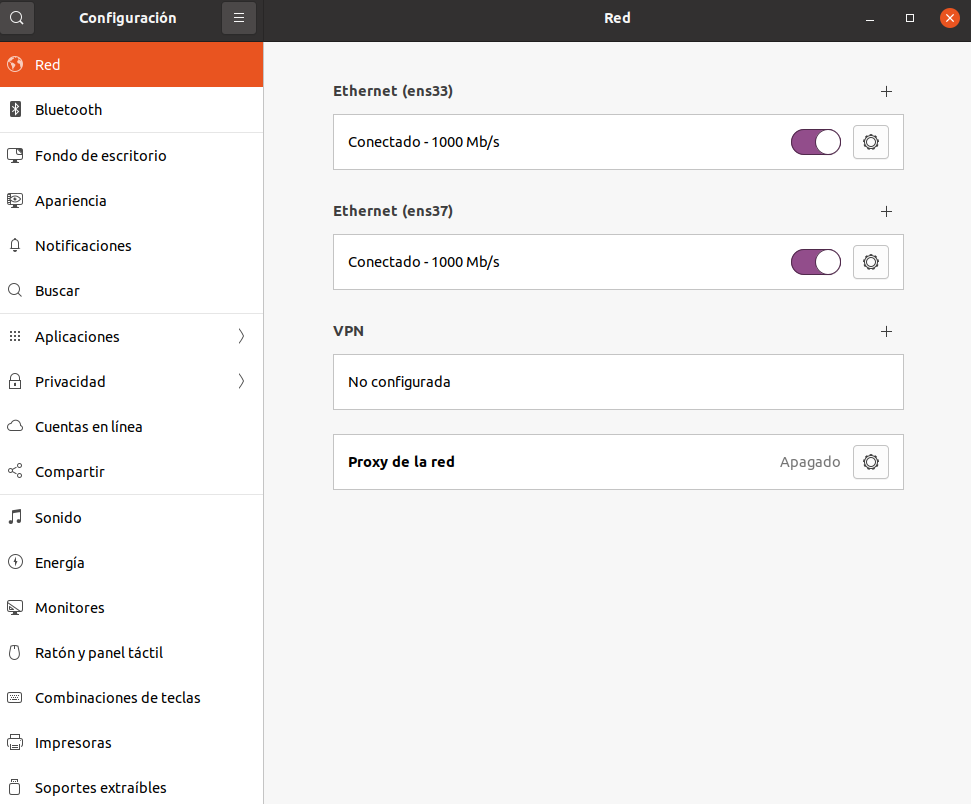 Configuración
Red
Red
Bluetooth
Fondo de escritorio
Apariencia
Notificaciones
Buscar
Aplicaciones
Privacidad
Cuentas en línea
Compartir
Sonido
Energía
Monitores
Ratón y panel táctil
Combinaciones de teclas
Impresoras
Soportes extraíbles
Ethernet (ens33)
Conectado - 1000 Mb/s
Ethernet (ens37)
Conectado - 1000 Mb/s
VPN
No configurada
Proxy de la red Apagado